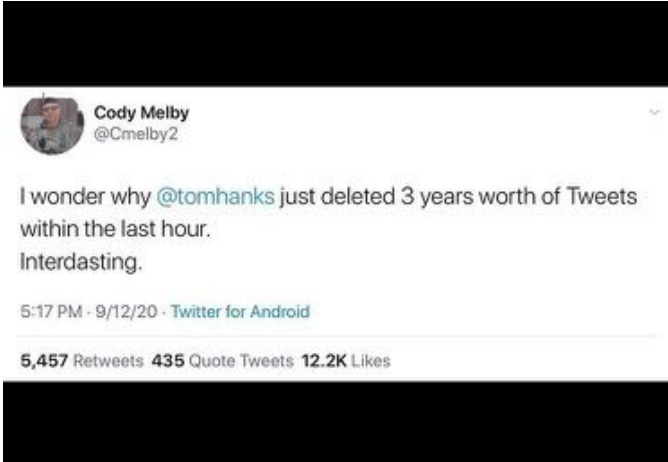 Cody Melby
@Cmelby2
I wonder why @tomhanks just deleted 3 years worth of Tweets
within the last hour.
Interdasting.
5:17 PM · 9/12/20 · Twitter for Android
5,457 Retweets 435 Quote Tweets 12.2K Likes